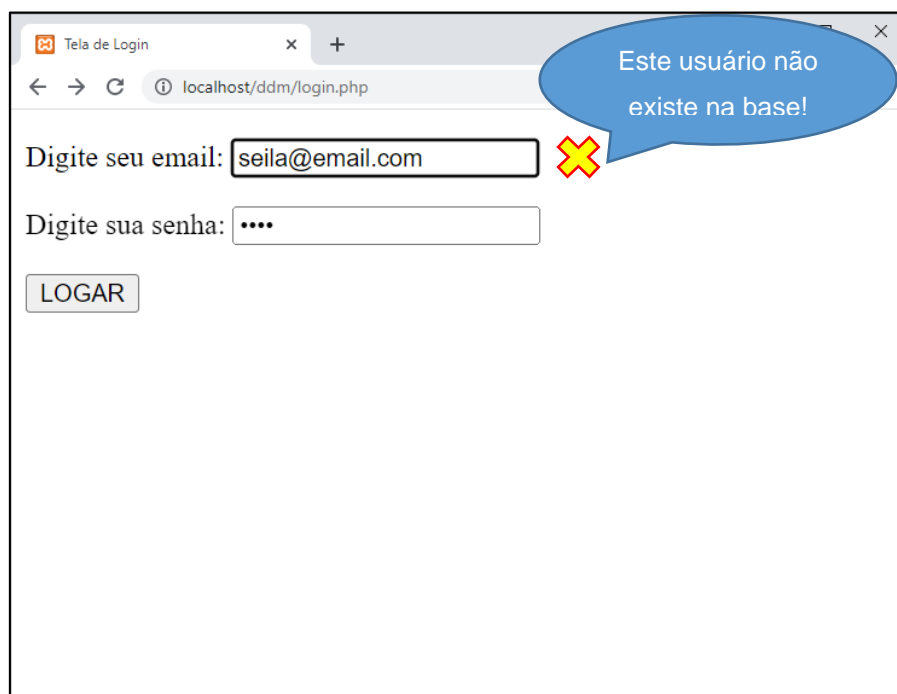 Tela de Login
localhost/ddm/login.php
Este usuário não
existe na base!
Digite seu email: seila@email.com
Digite sua senha: ••••
LOGAR